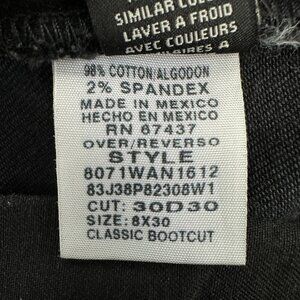 SIMILAR COLO
LAVER A FROID
AVEC COULEURS
98% COTTON/ALGODON
2% SPANDEX
MADE IN MEXICO
HECHO EN MEXICO
RN 67437
OVER/REVERSO
STYLE
8071WAN1612
83J38P82308W1
CUT: 30D30
SIZE: 8X30
CLASSIC BOOTCUT